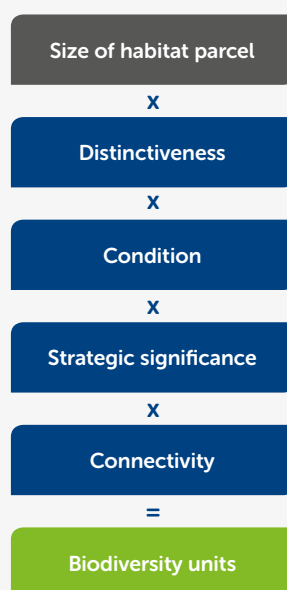 Size of habitat parcel
x
Distinctiveness
x
Condition
x
Strategic significance
x
Connectivity
=
Biodiversity units